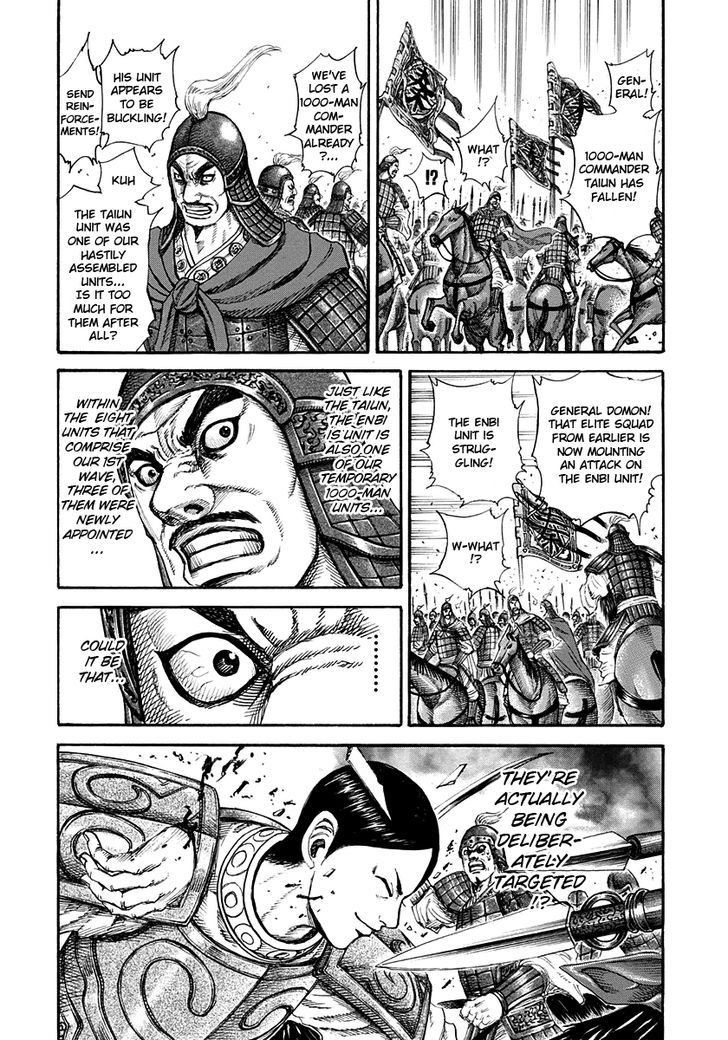 GEN-
ERAL!
1000-MAN
COMMANDER
TAIUN HAS
FALLEN!
WHAT
!?
!?
WE'VE
LOST A
1000-MAN
COM-
MANDER
ALREADY
?...
HIS UNIT
APPEARS
TO BE
BUCKLING!
SEND
REIN-
FORCE-
MENTS!
KUH
THE TAIUN
UNIT WAS
ONE OF OUR
HASTILY
ASSEMBLED
UNITS...
IS IT TOO
MUCH FOR
THEM AFTER
ALL?
GENERAL DOMON!
THAT ELITE SQUAD
FROM EARLIER IS
NOW MOUNTING
AN ATTACK ON
THE ENBI UNIT!
THE ENBI
UNIT IS
STRUG-
GLING!
W-WHAT
!?
JUST LIKE
THE TAIUN,
THE ENBI
IS UNIT IS
ALSO ONE
OF OUR
TEMPORARY
1000-MAN
UNITS...
WITHIN
THE EIGHT
UNITS THAT
COMPRISE
OUR 1ST
WAVE,
THREE OF
THEM WERE
NEWLY
APPOINTED
...
COULD
IT BE
THAT...
THEY'RE
ACTUALLY
BEING
DELIBER-
ATELY
TARGETED
!?-